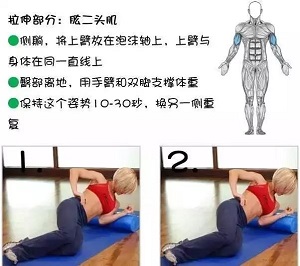 拉伸部分：肱二头肌
侧躺，将上臂放在泡沫轴上，上臂与
身体在同一直线上
臀部离地，用手臂和双脚支撑体重
保持这个姿势10-30秒，换另一侧重
复
1. 2.